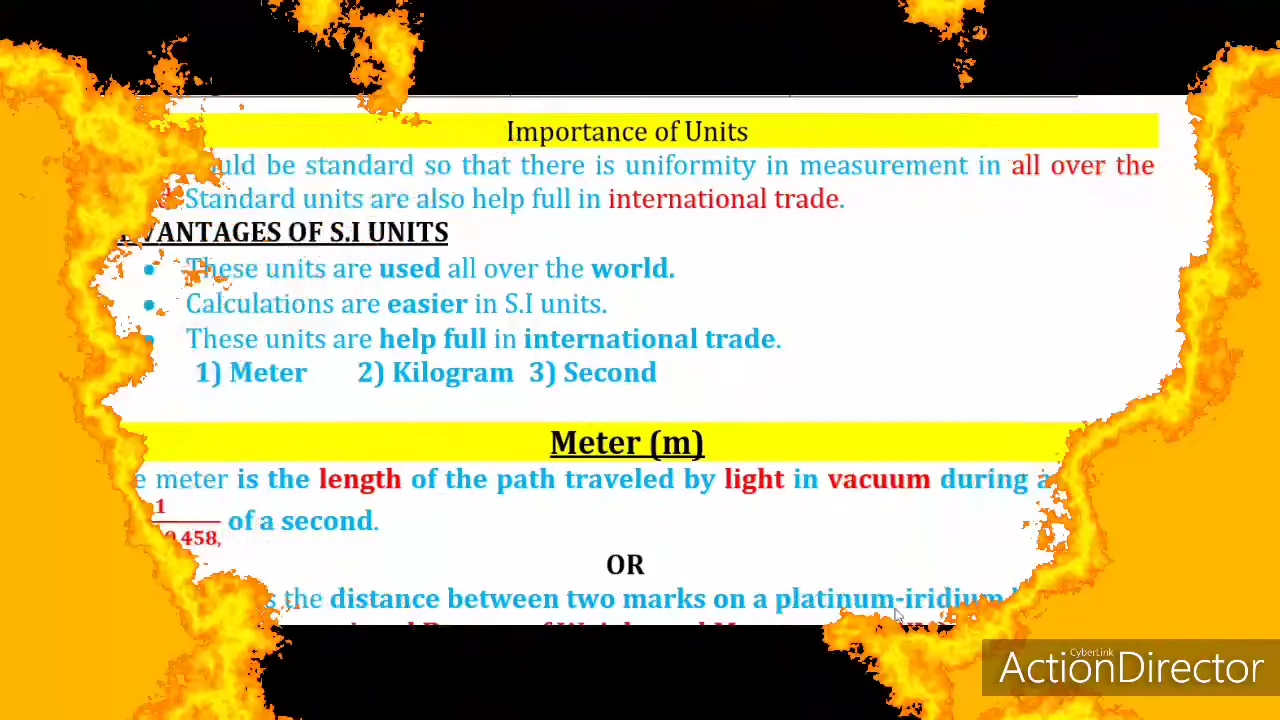 Importance of Units
be standard so that there is uniformity in measurement in all over the
Standard units are also help full in international trade.
OF S.I UNITS
These units are used all over the world.
Calculations are easier in S.I units.
These units are help full in international trade.
1) Meter 2) Kilogram 3) Second
Meter (m)
meter is the length of the path traveled by light in vacuum during
1
of a second.
OR
the distance between two marks on a platinum-iridium
CyberLink
ActionDirector